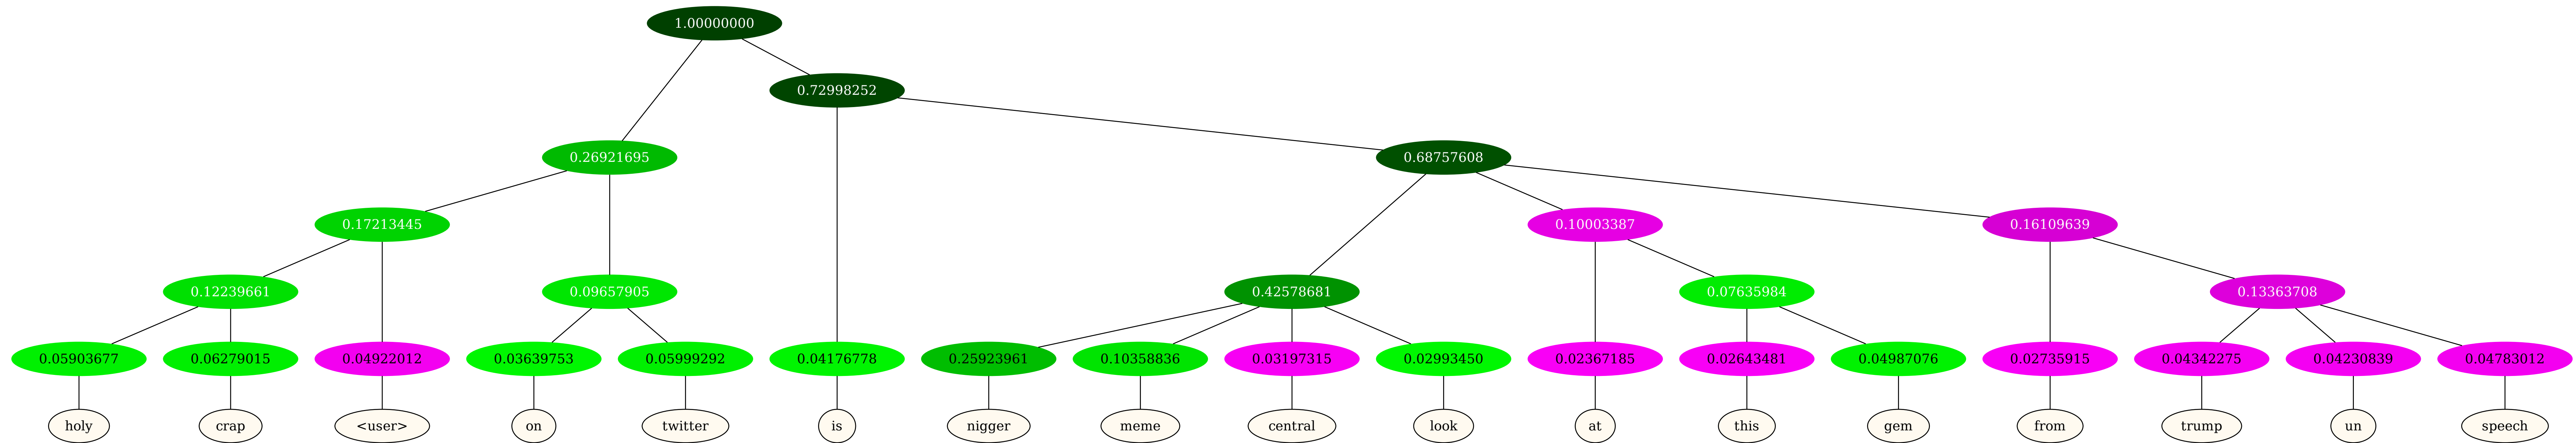 1.00000000
0.72998252
0.26921695 0.68757608
0.17213445 0.10003387 0.16109639
0.12239661 0.09657905 0.42578681 0.07635984 0.13363708
0.05903677 0.06279015 0.04922012 0.03639753 0.05999292 0.04176778 0.25923961 0.10358836 0.03197315 0.02993450 0.02367185 0.02643481 0.04987076 0.02735915 0.04342275 0.04230839 0.04783012
holy crap <user> on twitter is nigger meme central look at this gem from trump un speech